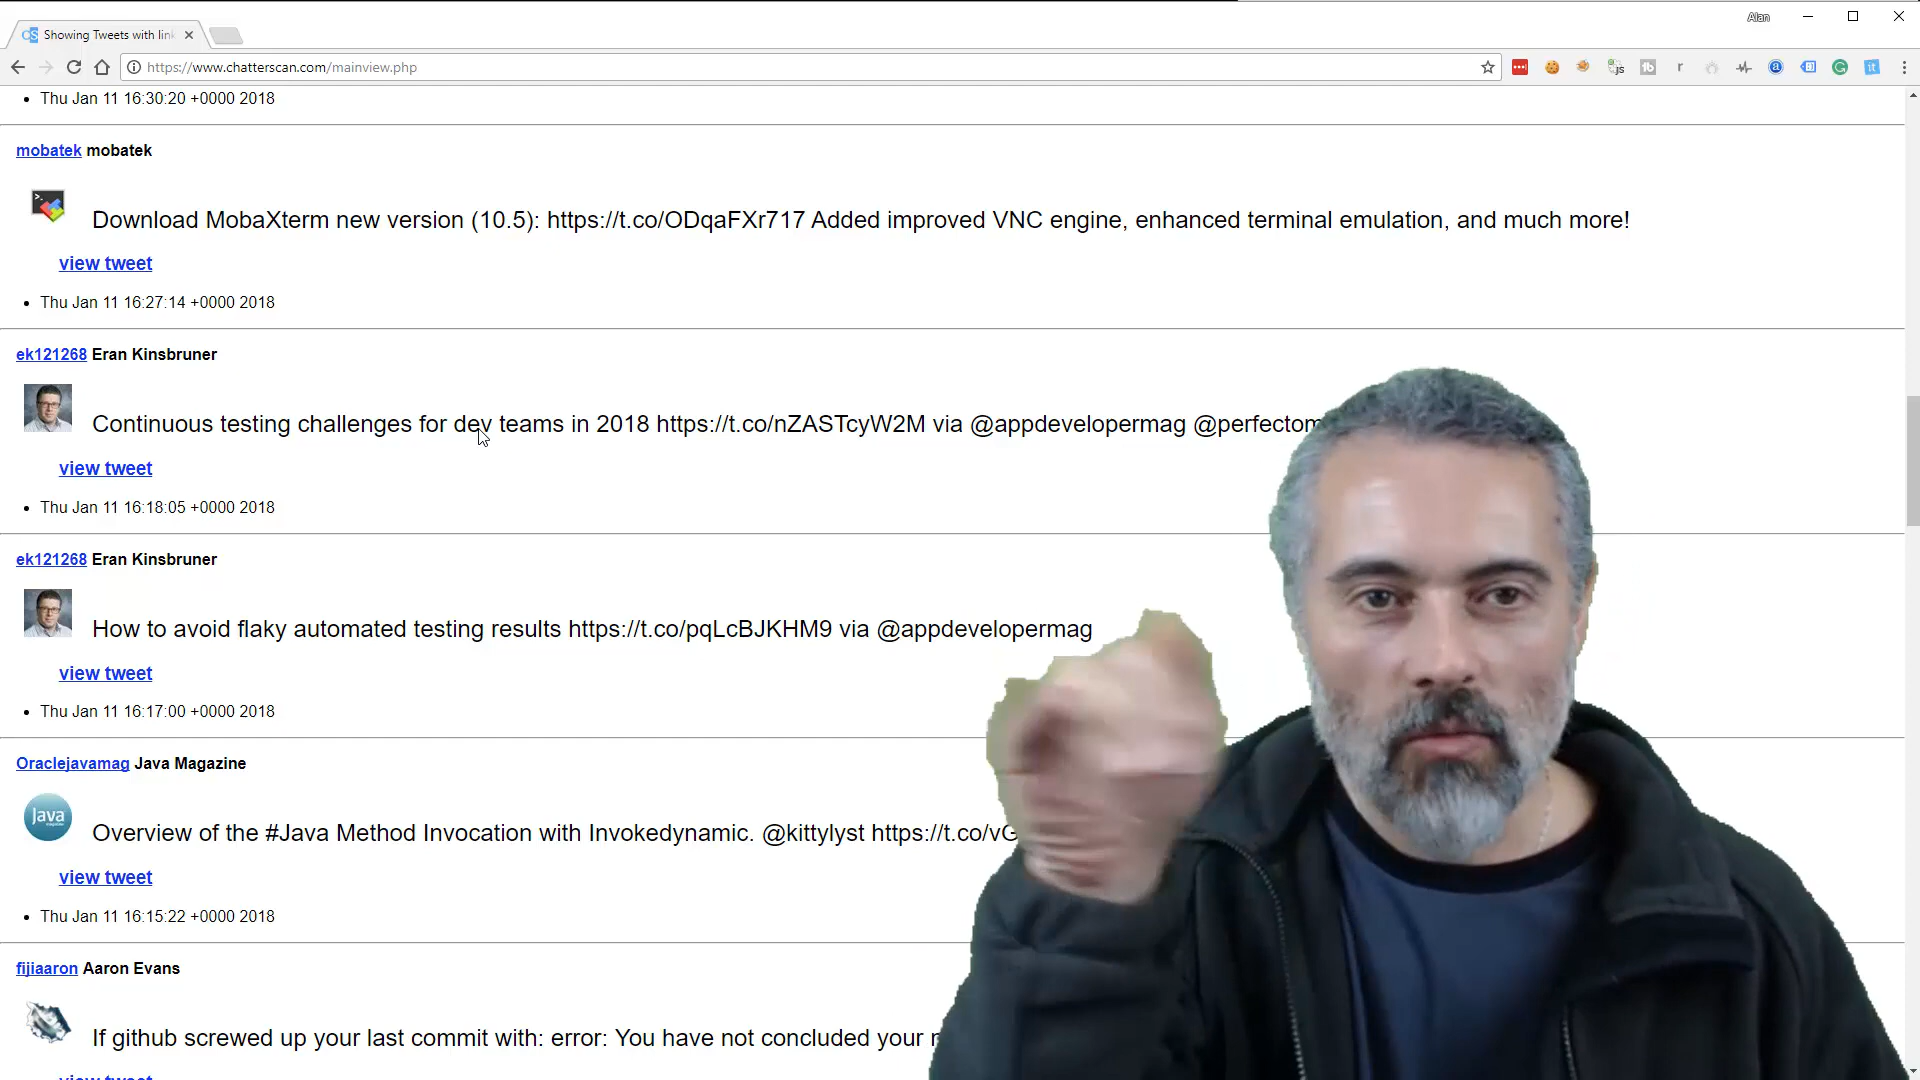 Alan
Showing Tweets with lin
https://www.chatterscan.com/mainview.php
Thu Jan 11 16:30:20 +0000 2018
mobatek mobatek
Download MobaXterm new version (10.5): https://t.co/ODqaFXr717 Added improved VNC engine, enhanced terminal emulation, and much more!
view tweet
Thu Jan 11 16:27:14 +0000 2018
ek121268 Eran Kinsbruner
Continuous testing challenges for dev teams in 2018 https://t.co/nZASTcyW2M via @appdevelopermag @perfectom
view tweet
Thu Jan 11 16:18:05 +0000 2018
ek121268 Eran Kinsbruner
How to avoid flaky automated testing results https://t.co/pqLcBJKHM9 via @appdevelopermag
view tweet
Thu Jan 11 16:17:00 +0000 2018
Oraclejavamag Java Magazine
Java
Overview of the #Java Method Invocation with Invokedynamic. @kittylyst https://t.co/vG
view tweet
Thu Jan 11 16:15:22 +0000 2018
fijiaaron Aaron Evans
If github screwed up your last commit with: error: You have not concluded your
view tweet